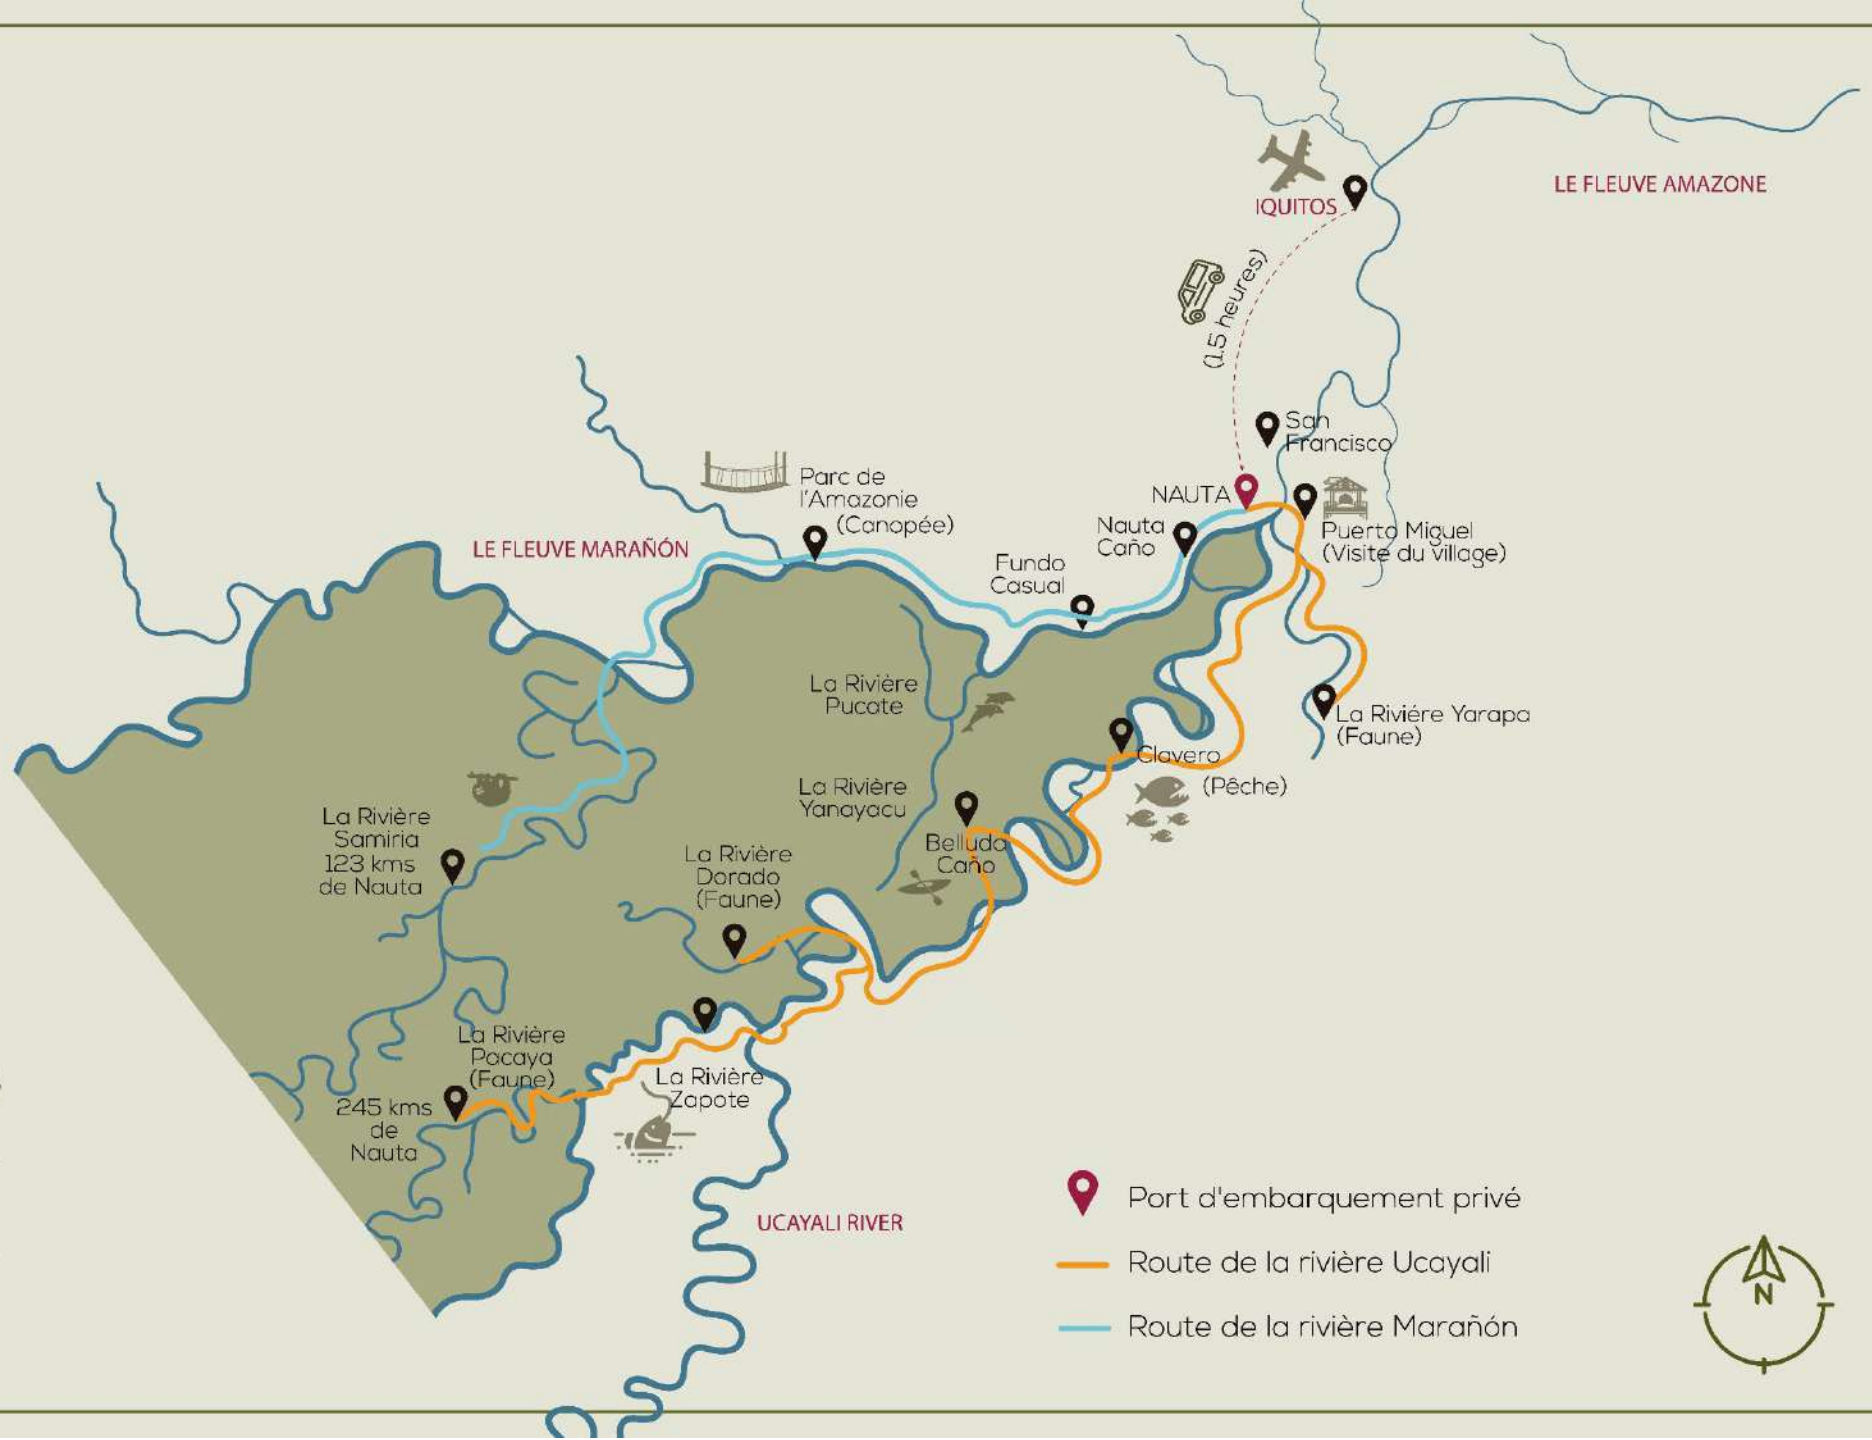 LE FLEUVE AMAZONE
IQUITOS
(1.5 heures)
San
Francisco
NAUTA
Puerto Miguel
(Visite du village)
Nauta
Caño
Parc de
l'Amazonie
(Canopée)
LE FLEUVE MARAÑÓN
Fundo
Casual
La Rivière
Pucate
La Riviére Yarapa
(Faune)
Clavero
(Pêche)
La Rivière
Yanayacu
La Rivière
Samiria
123 kms
de Nauta
Belluda
Caño
La Rivière
Dorado
(Faune)
La Rivière
Pacaya
(Faune)
245 kms
de
Nauta
La Rivière
Zapote
UCAYALI RIVER
Port d'embarquement privé
Route de la rivière Ucayali
Route de la rivière Marañón
N